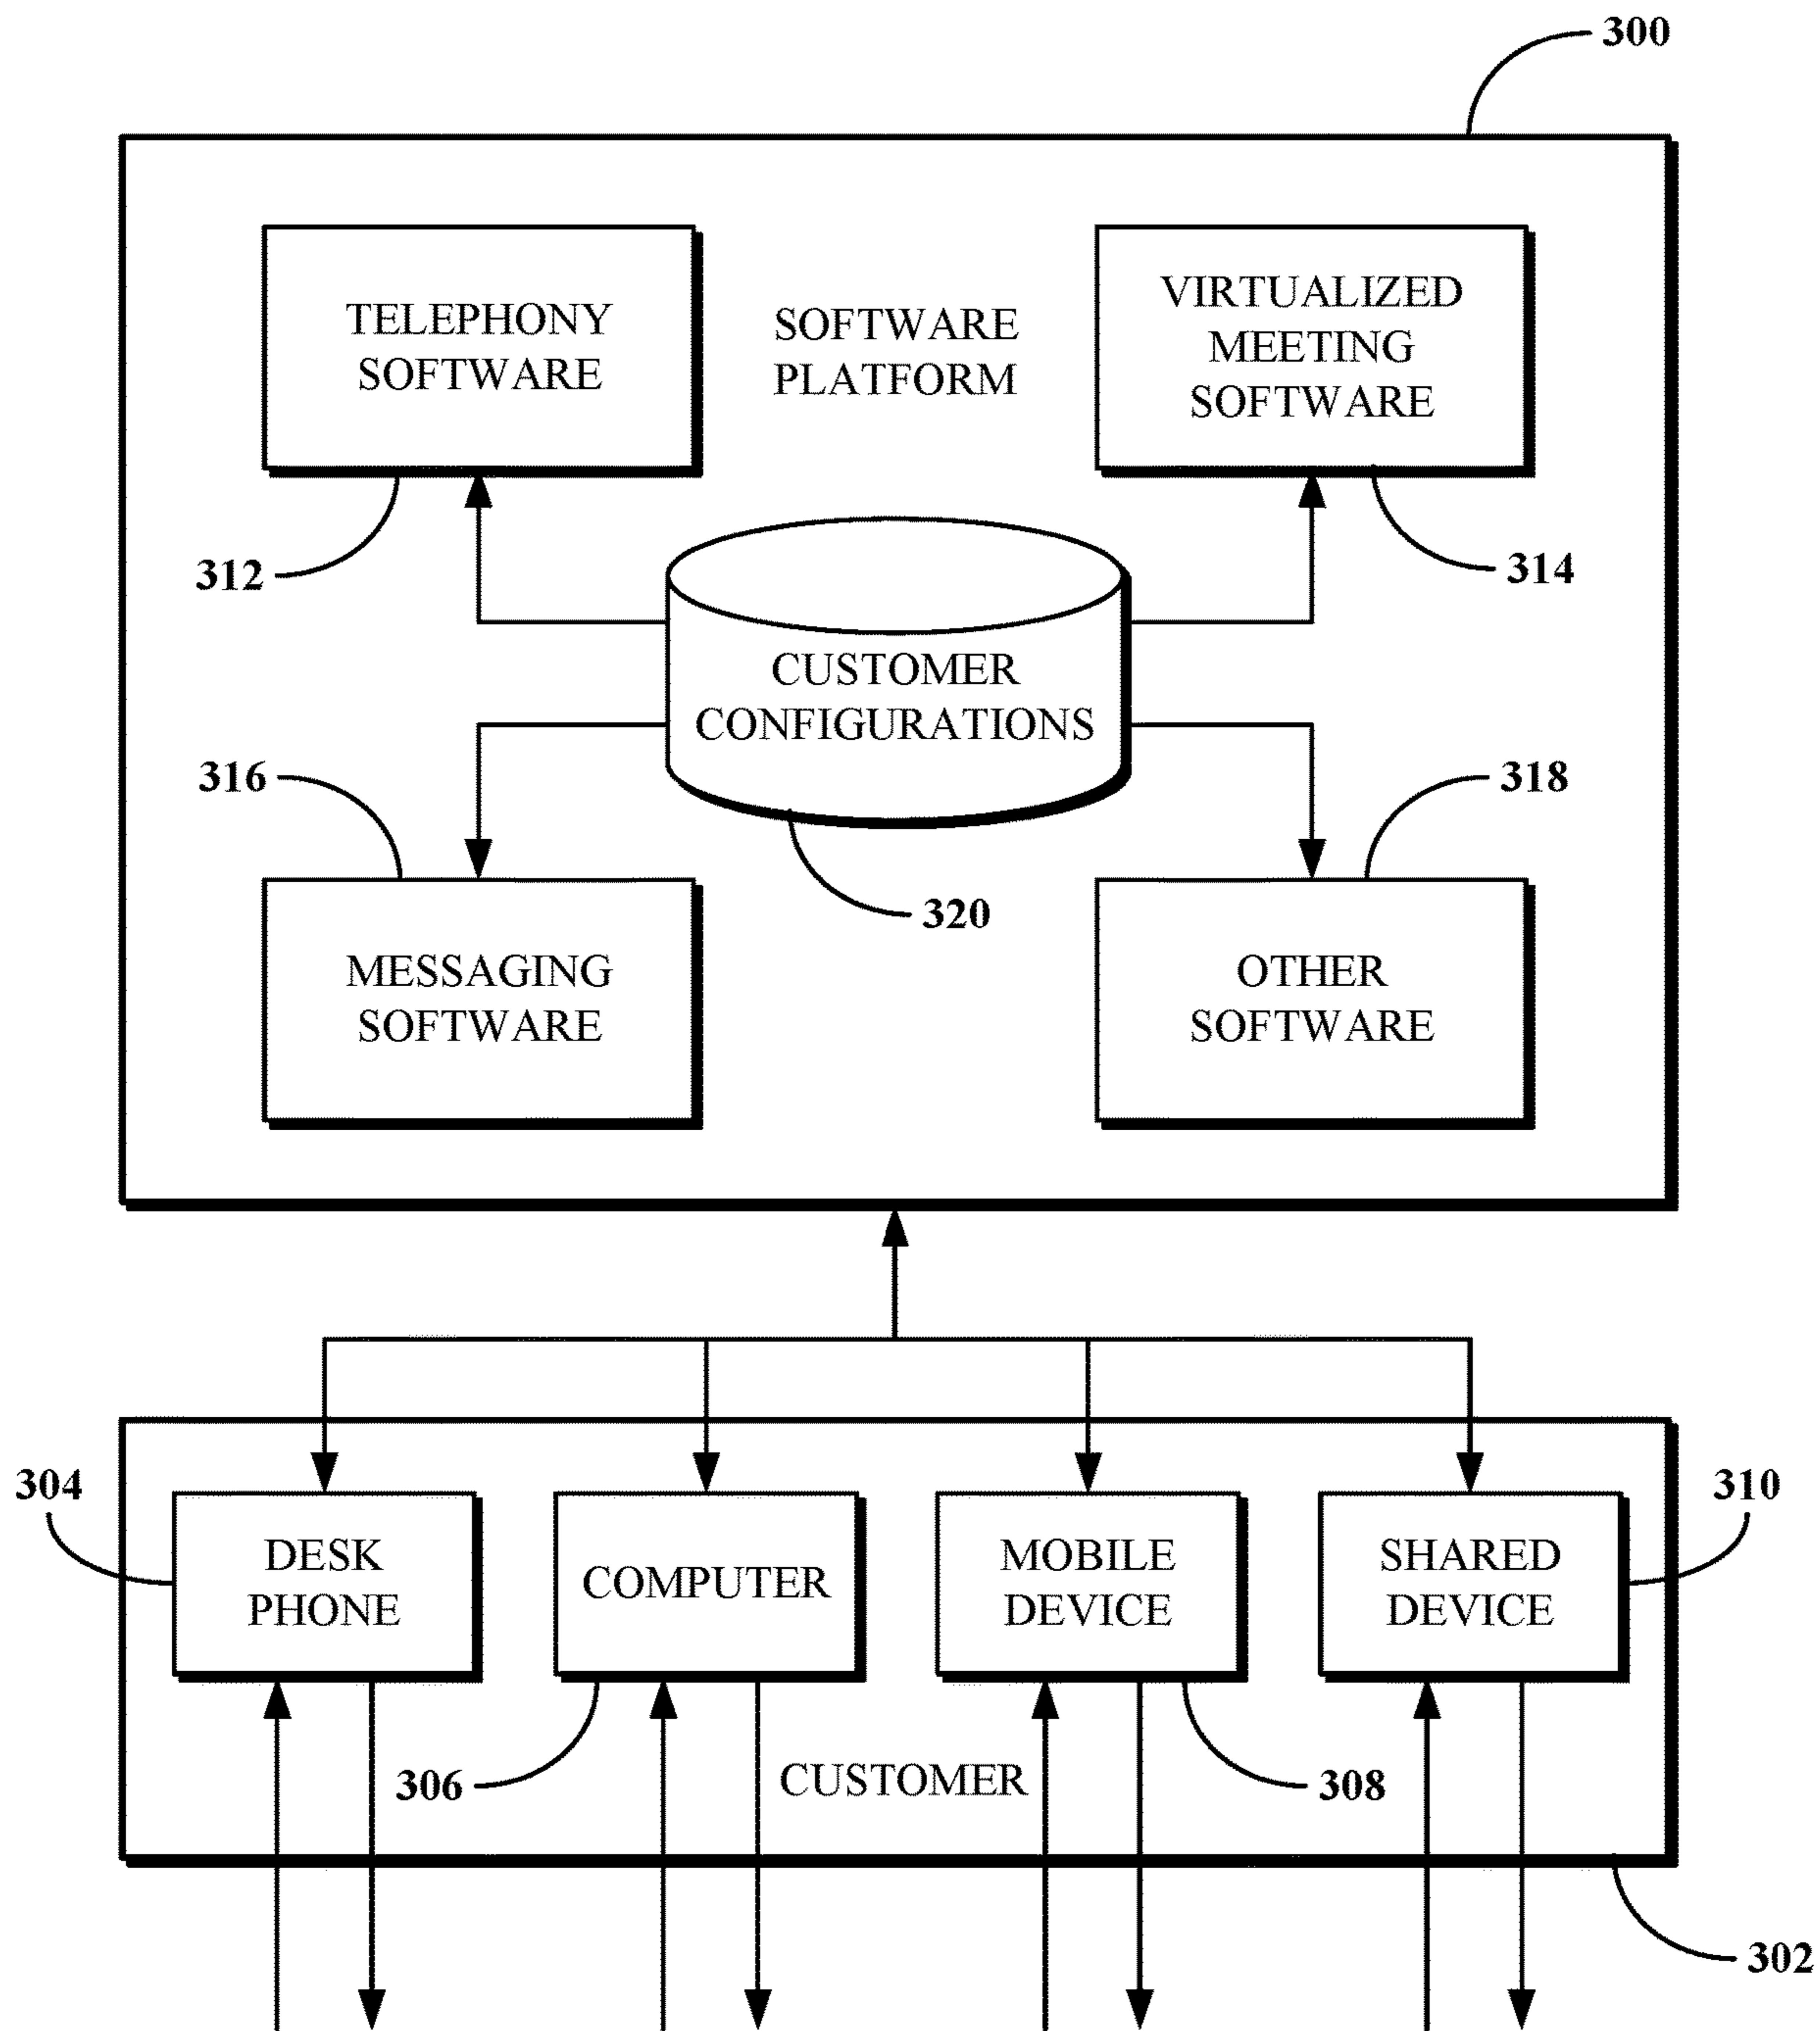 300
TELEPHONY
SOFTWARE
SOFTWARE
PLATFORM
VIRTUALIZED
MEETING
SOFTWARE
312
314
CUSTOMER
CONFIGURATIONS
316
318
320
MESSAGING
SOFTWARE
OTHER
SOFTWARE
304
310
DESK
PHONE
COMPUTER
MOBILE
DEVICE
SHARED
DEVICE
306
CUSTOMER
308
302